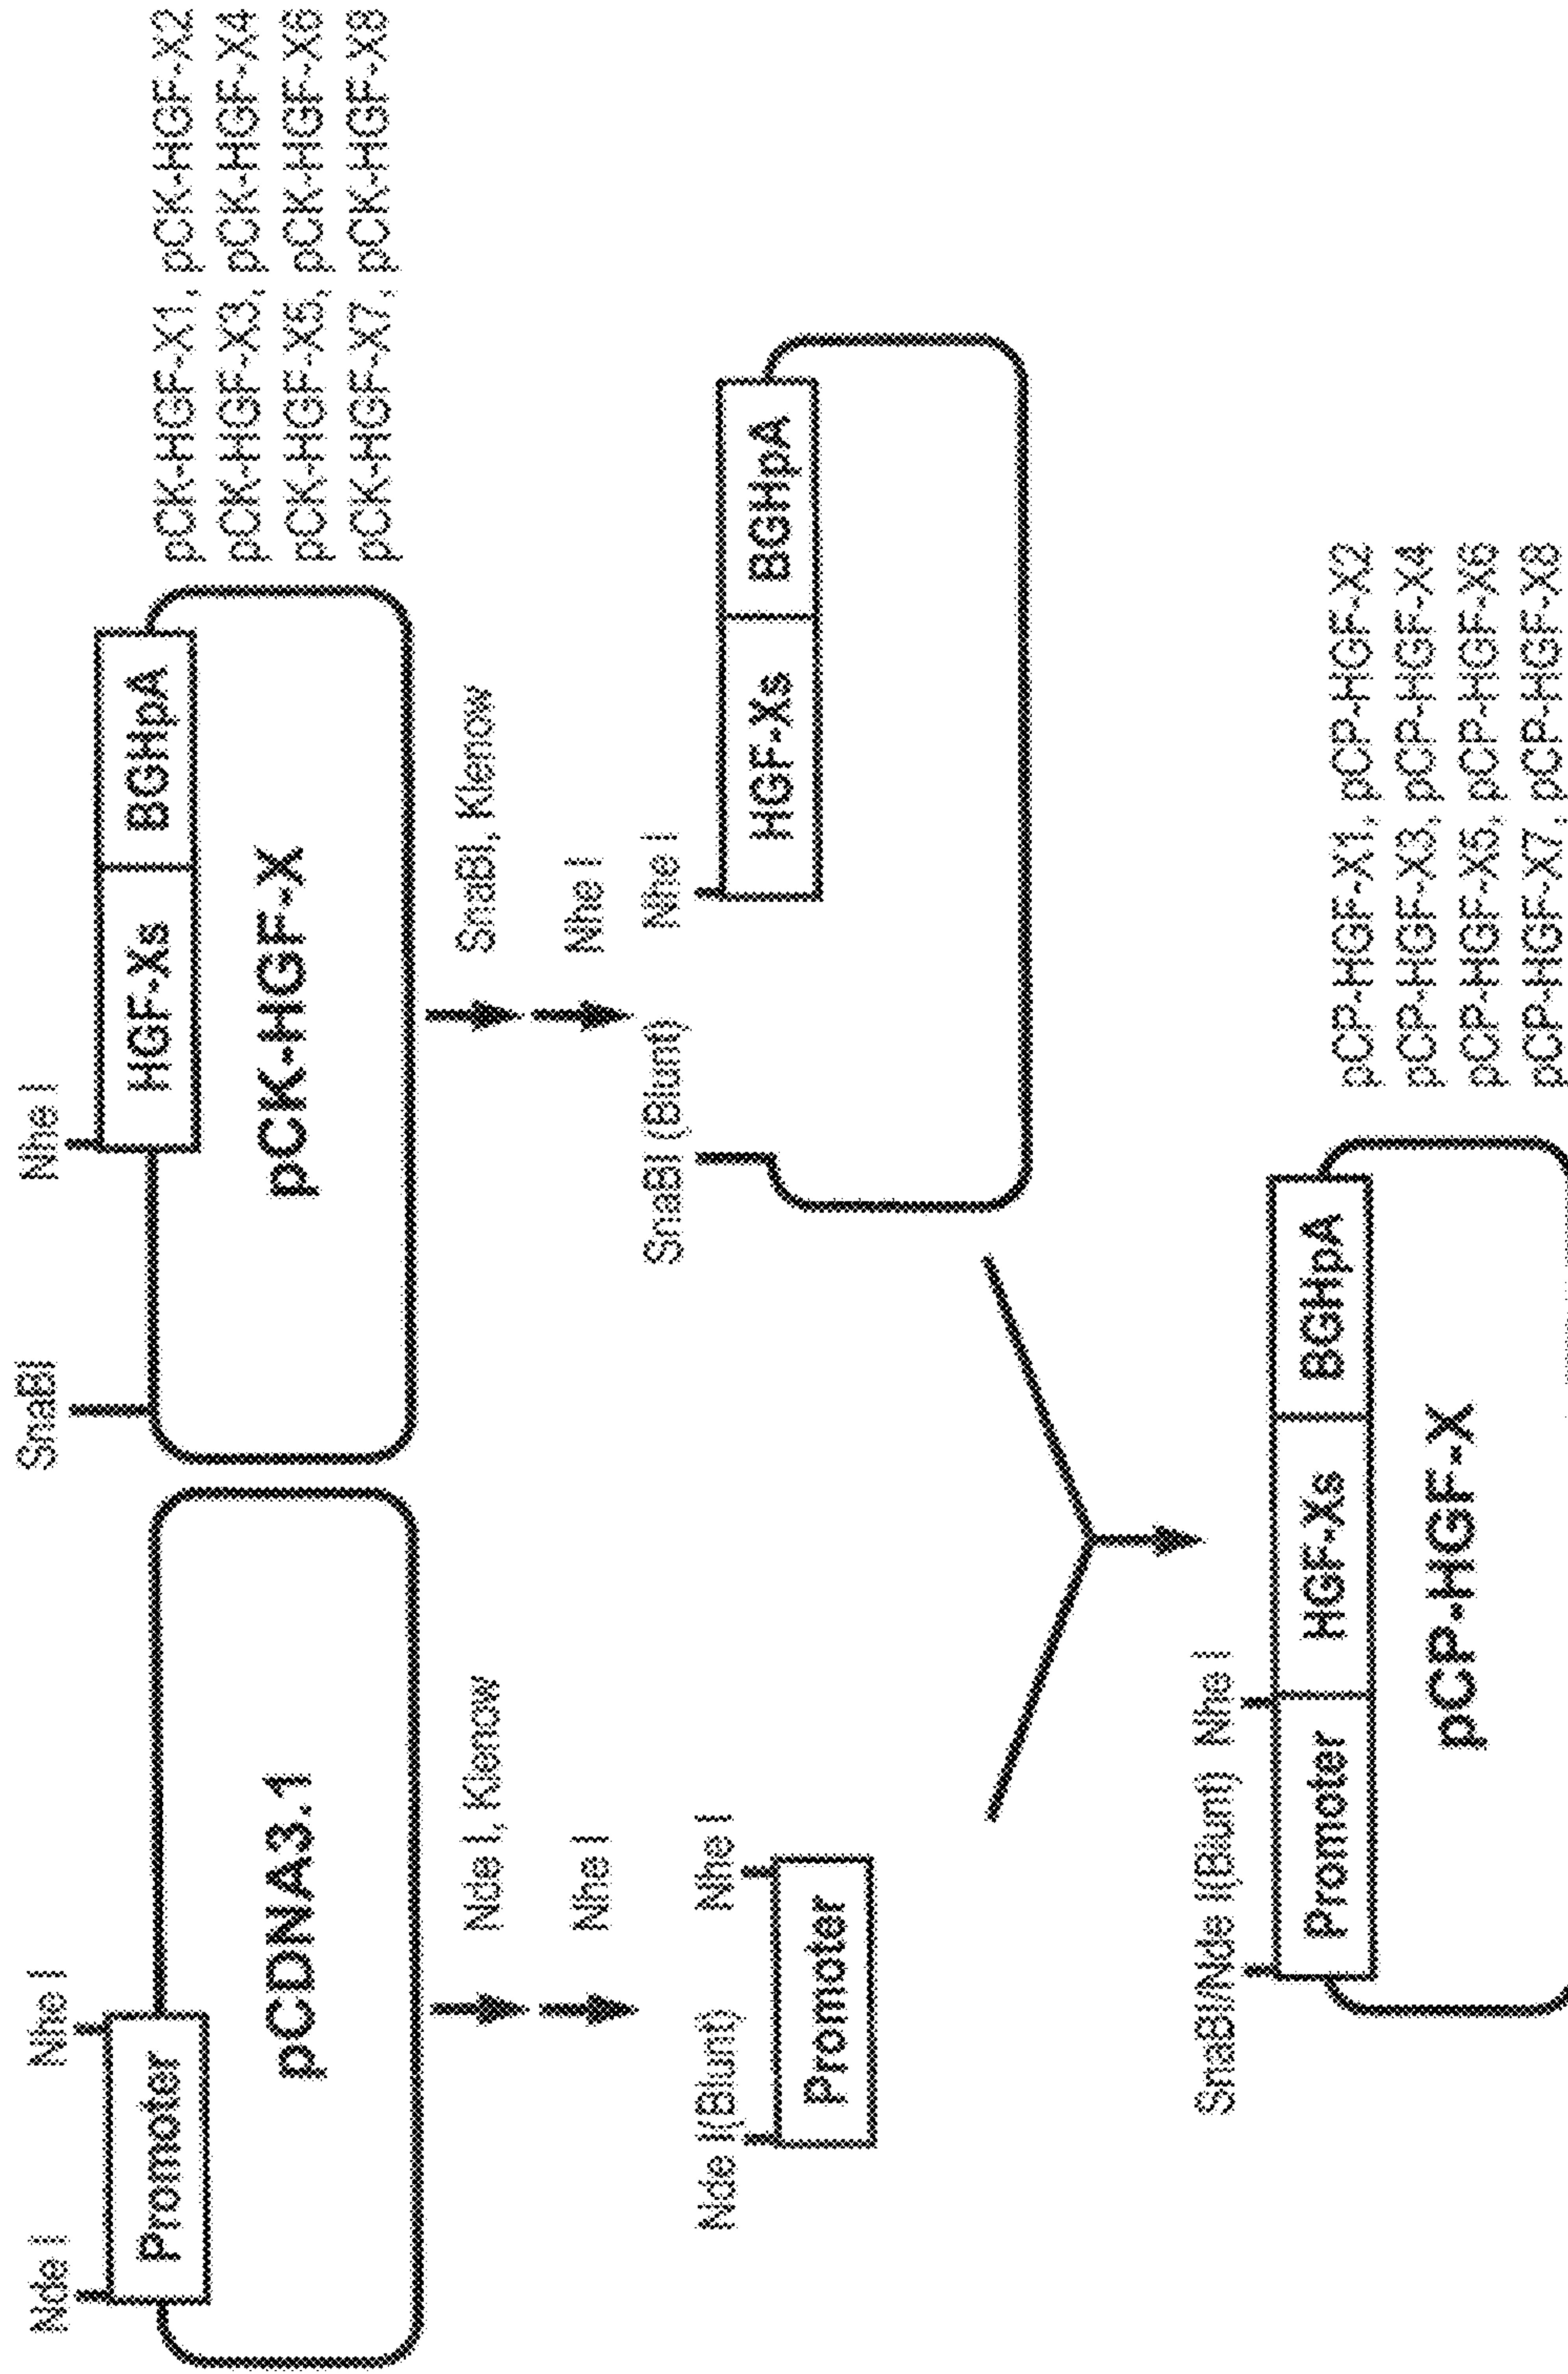 Nde I
Nhe I
Promoter
pCDNA3.1
SnaBI
Nhe I
HGF-Xs
BGHpA
pCK-HGF-X
pCK-HGF-X1, pCK-HGF-X2
pCK-HGF-X3, pCK-HGF-X4
pCK-HGF-X5, pCK-HGF-X6
pCK-HGF-X7, pCK-HGF-X8
Nde I, Klenow
Nhe I
SnaBI, Klenow
Nhe I
Nde I(Blunt)
Nhe I
Promoter
SnaBI (Blunt)
Nhe I
HGF-Xs
BGHpA
SnaBI/Nde I(Blunt)
Nhe I
Promoter
HGF-Xs
BGHpA
pCP-HGF-X
pCP-HGF-X1, pCP-HGF-X2
pCP-HGF-X3, pCP-HGF-X4
pCP-HGF-X5, pCP-HGF-X6
pCP-HGF-X7, pCP-HGF-X8